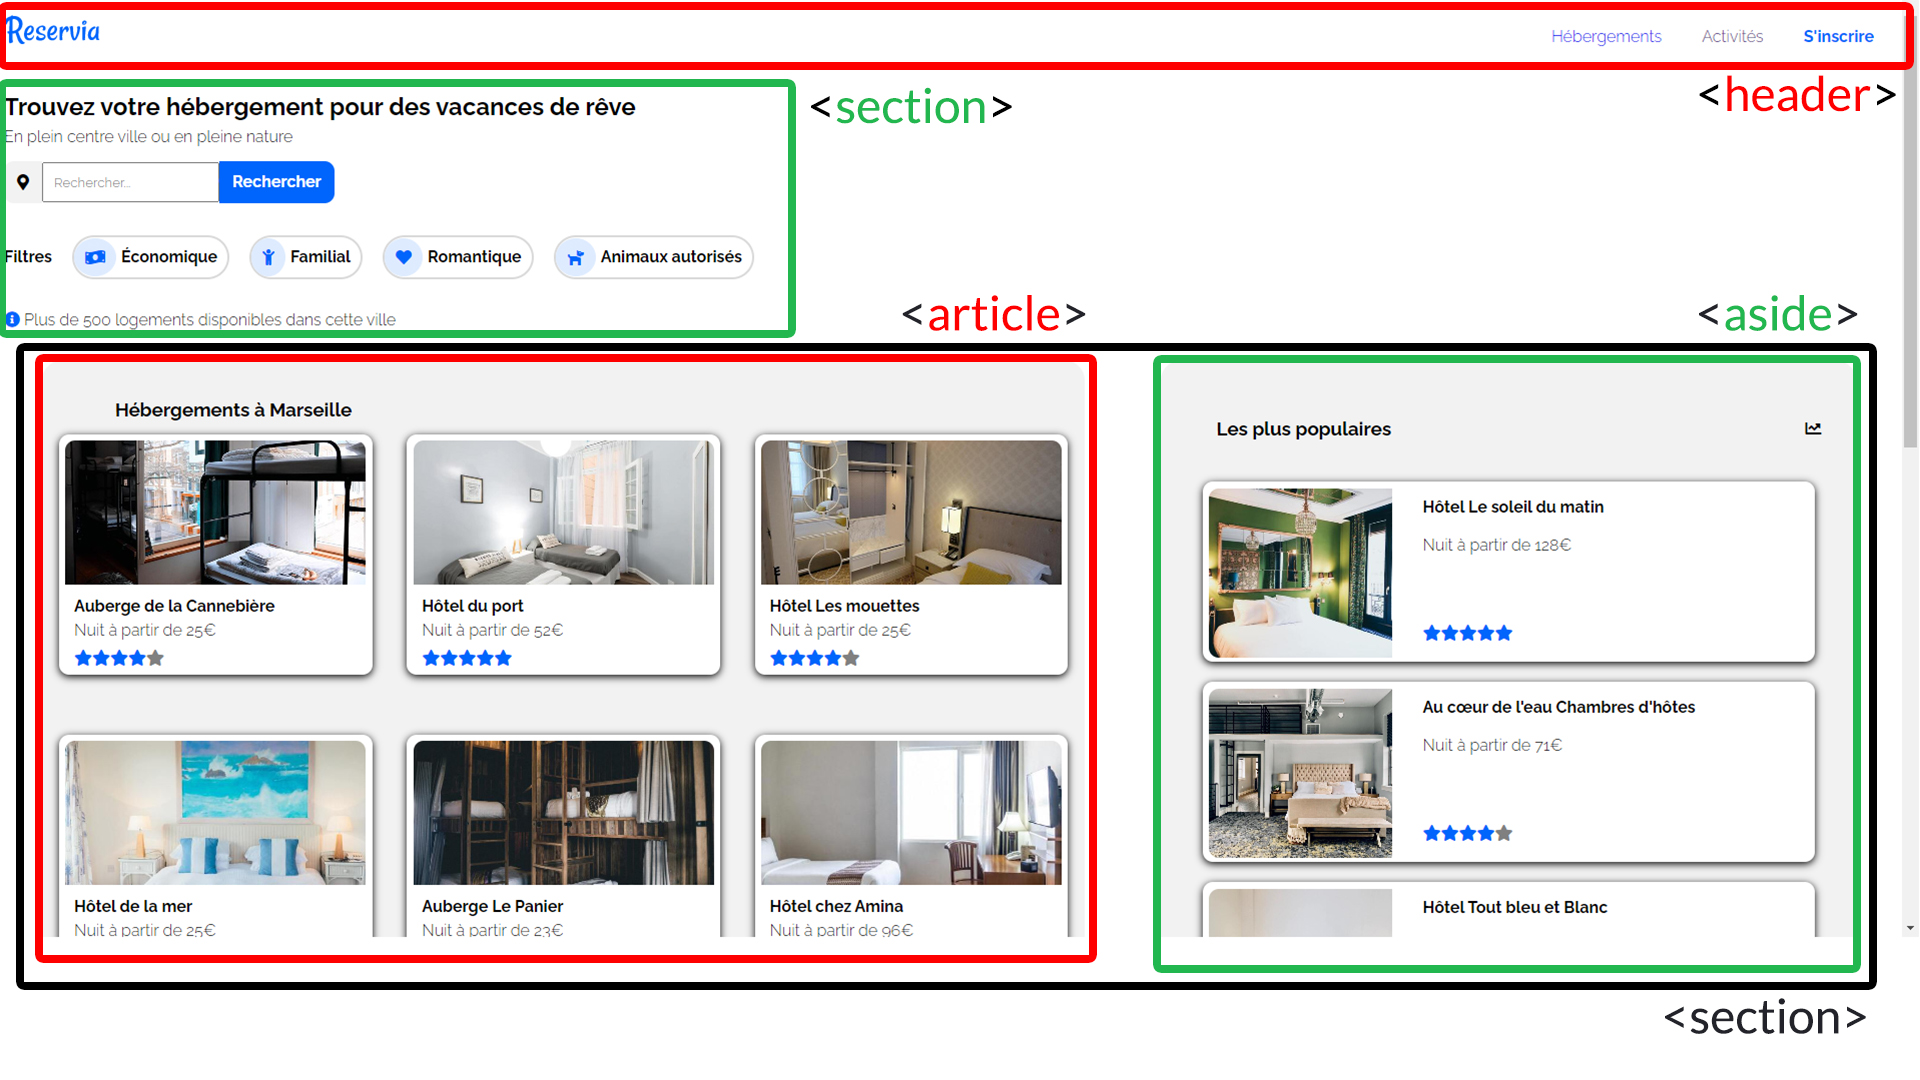 Reservia
Hébergements
Activités
S'inscrire
<header>
<section>
Trouvez votre hébergement pour des vacances de rêve
En plein centre ville ou en pleine nature
Rechercher...
Rechercher
Filtres
Économique
Familial
Romantique
Animaux autorisés
Plus de 500 logements disponibles dans cette ville
<article>
<aside>
Hébergements à Marseille
Auberge de la Cannebière
Nuit à partir de 25€
Hôtel du port
Nuit à partir de 52€
Hôtel Les mouettes
Nuit à partir de 25€
Hôtel de la mer
Nuit à partir de 25€
Auberge Le Panier
Nuit à partir de 23€
Hôtel chez Amina
Nuit à partir de 96€
Les plus populaires
Hôtel Le soleil du matin
Nuit à partir de 128€
Au cœur de l'eau Chambres d'hôtes
Nuit à partir de 71€
Hôtel Tout bleu et Blanc
<section>